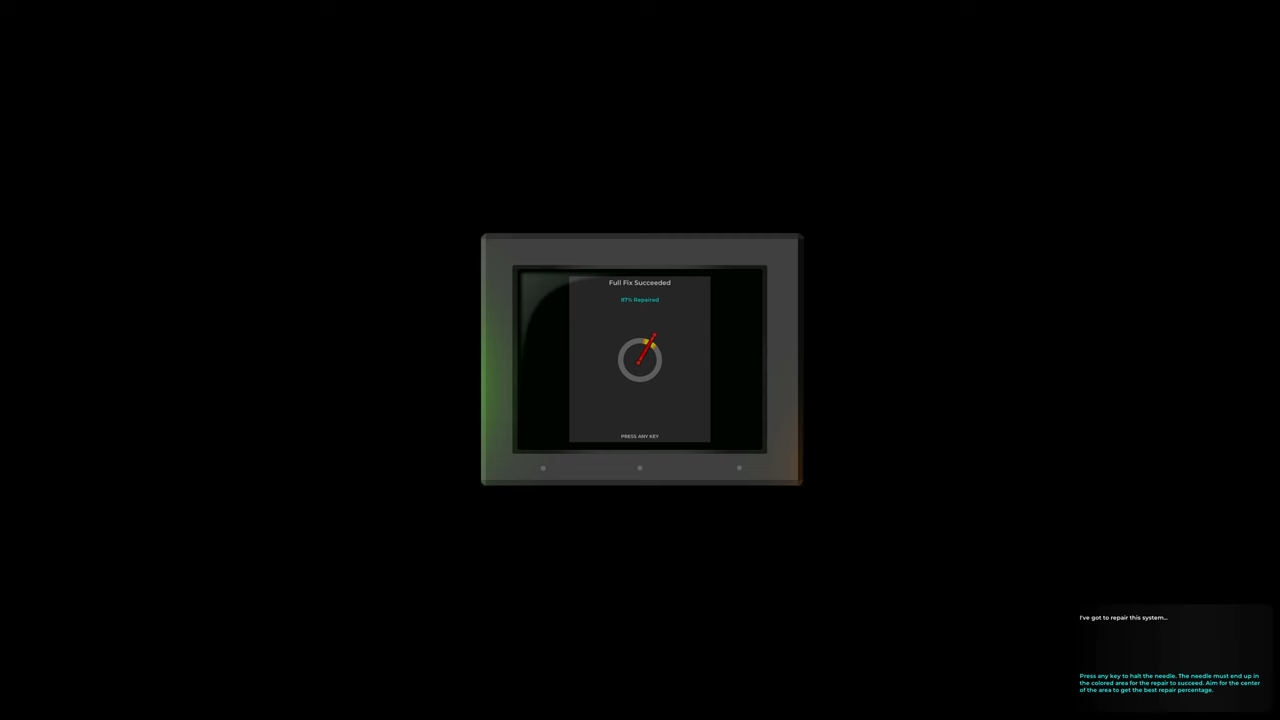 Full Fix Succeeded
87% Repaired
PRESS ANY KEY
I've got to repair this system...
Press any key to halt the needle. The needle must end up in
the colored area for the repair to succeed. Aim for the center
of the area to get the best repair percentage.